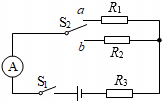 a R₁
S₂
b R₂
A
S₁ R₃